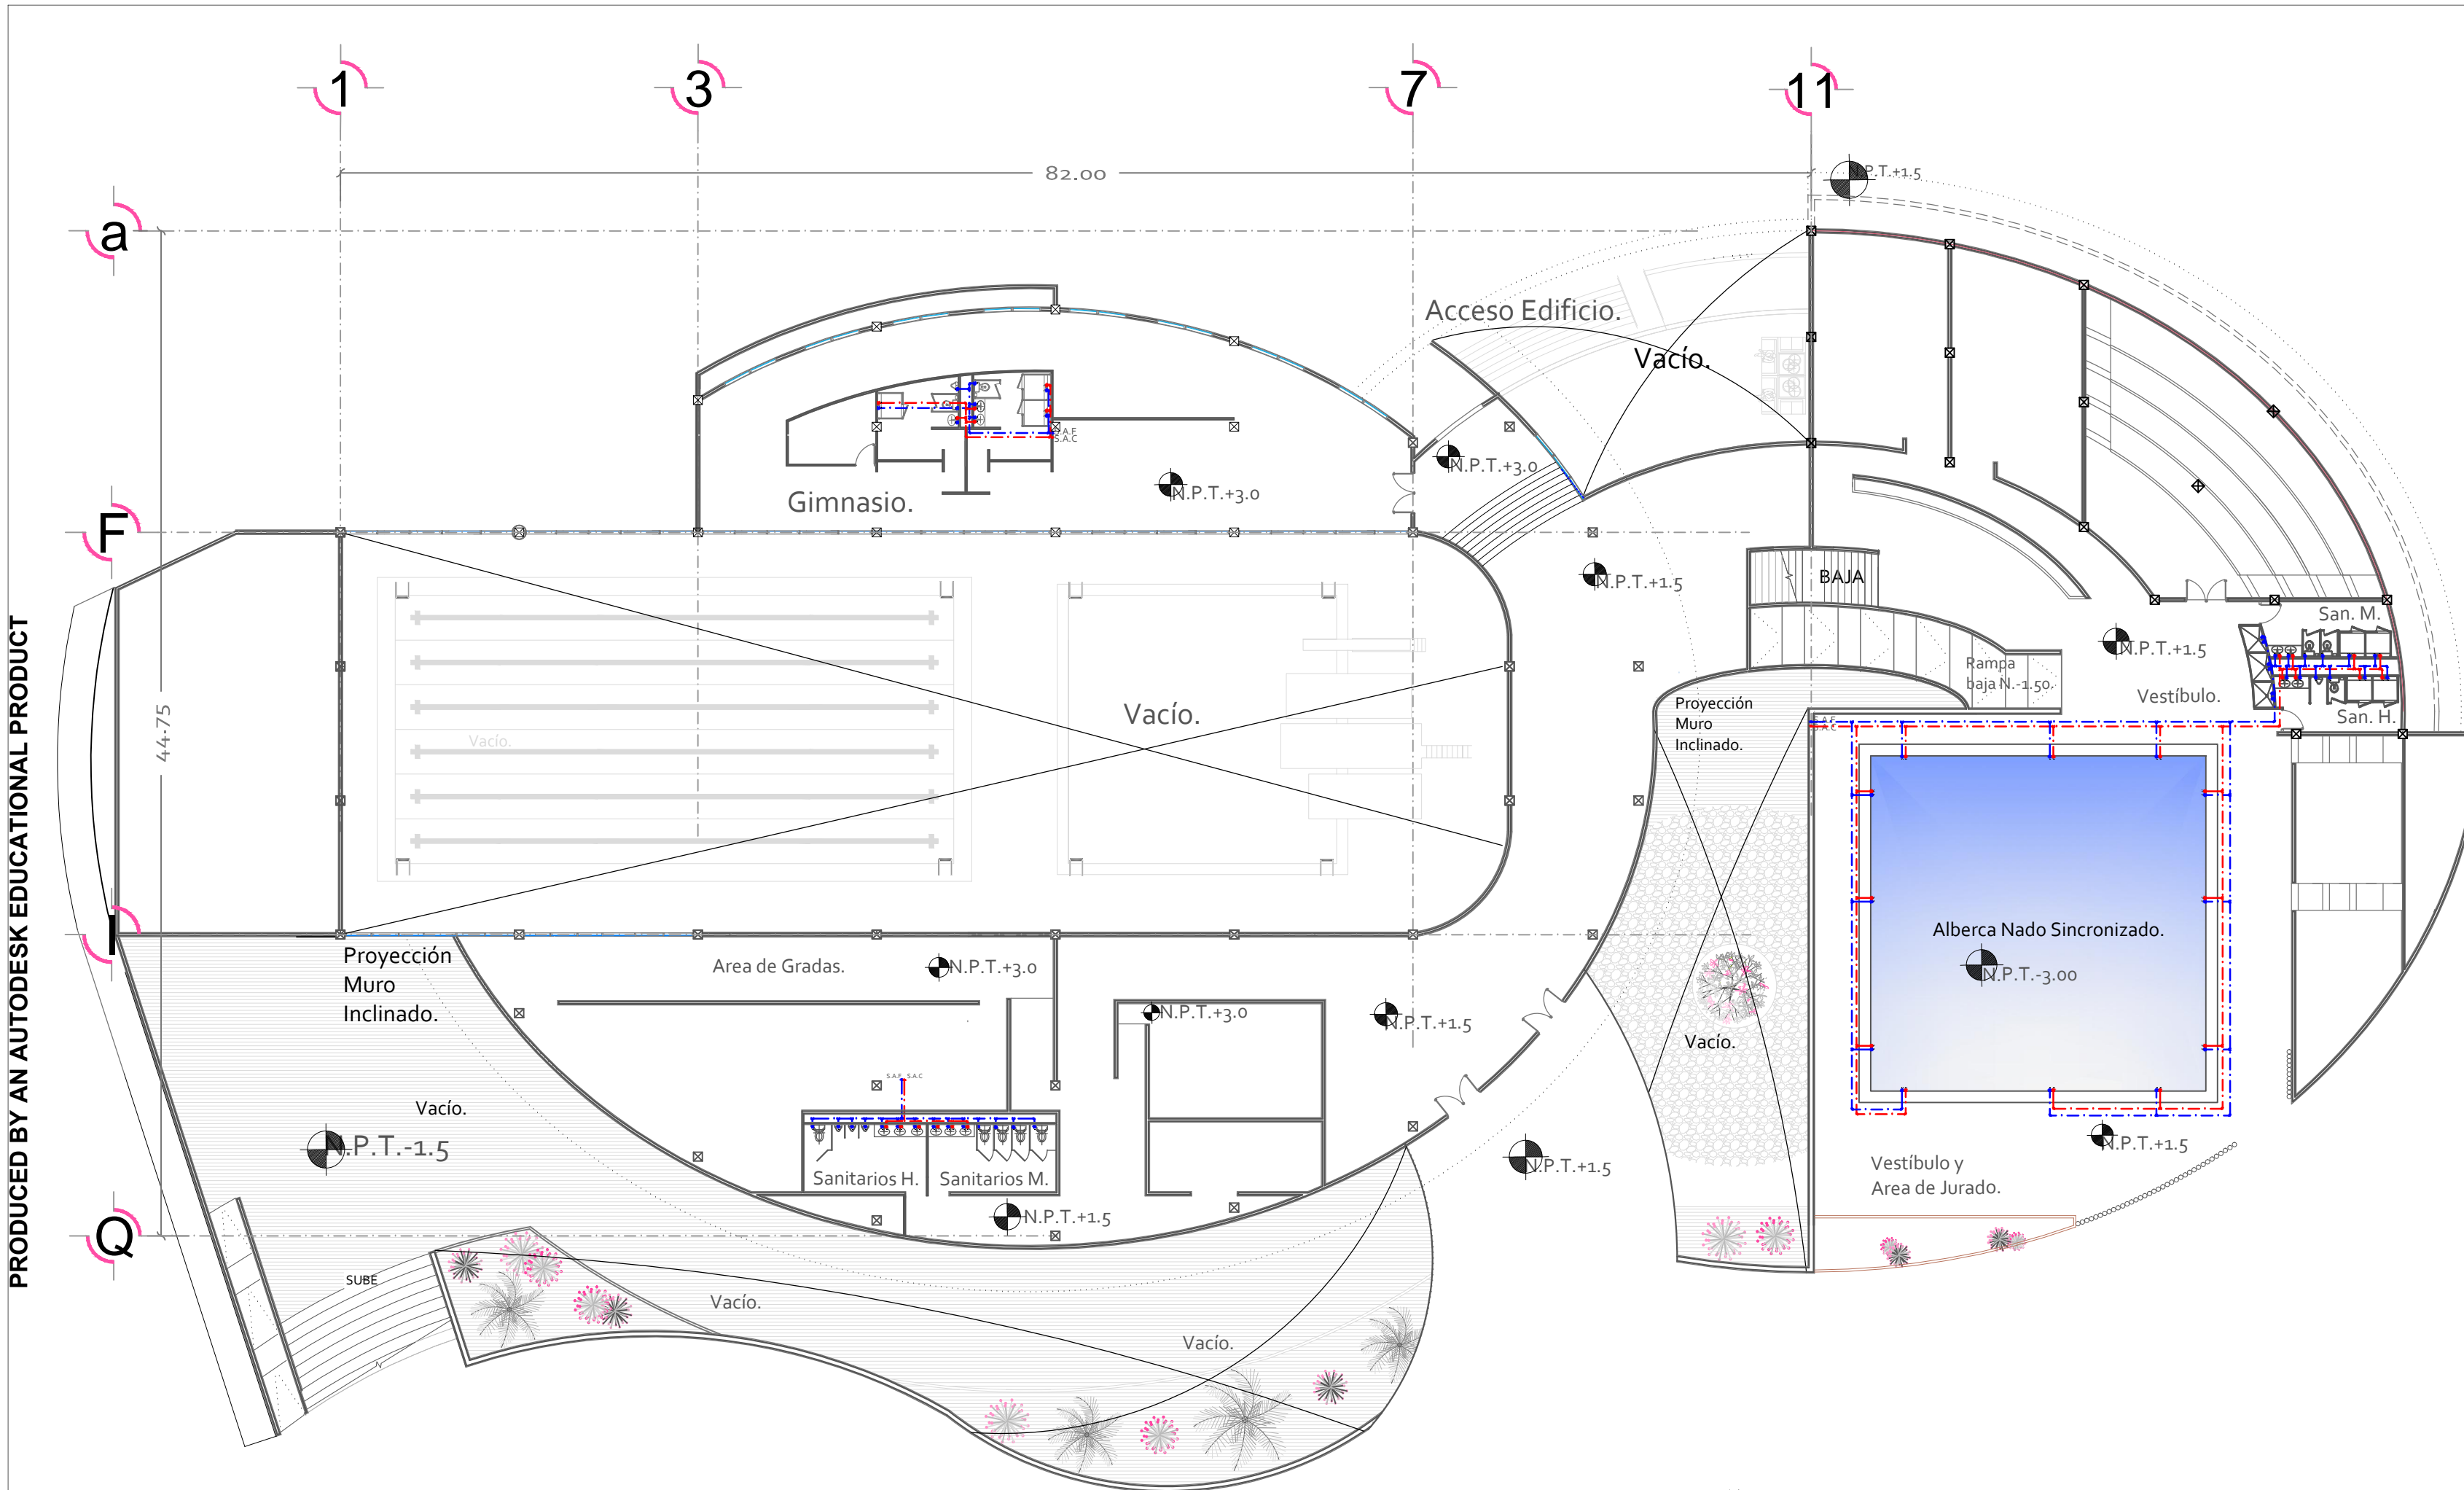 1
3
7
11
82.00
N.P.T.+1.5
a
Acceso Edificio.
Vacío.
S.A.F.
S.A.C
N.P.T.+3.0
N.P.T.+3.0
Gimnasio.
F
N.P.T.+1.5
BAJA
San. M.
N.P.T.+1.5
Rampa
baja N.-1.50.
Vestíbulo.
San. H.
Proyección
Muro
Inclinado.
S.A.F.
S.A.C
44.75
Vacío.
Vacío.
PRODUCED BY AN AUTODESK EDUCATIONAL PRODUCT
Alberca Nado Sincronizado.
N.P.T.-3.00
I
Proyección
Muro
Inclinado.
Area de Gradas.
N.P.T.+3.0
N.P.T.+3.0
N.P.T.+1.5
Vacío.
S.A.F. S.A.C
Vacío.
N.P.T.-1.5
N.P.T.+1.5
N.P.T.+1.5
Vestíbulo y
Area de Jurado.
Sanitarios H.
Sanitarios M.
N.P.T.+1.5
Q
SUBE
Vacío.
Vacío.
N